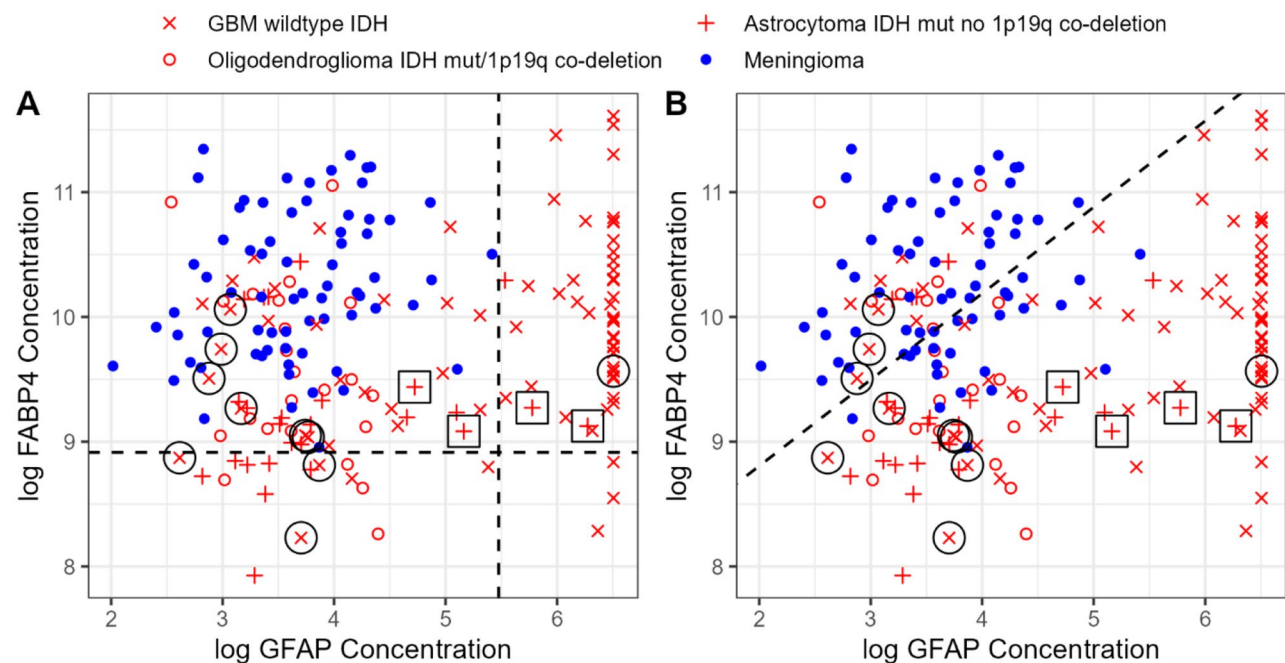 GBM wildtype IDH
Astrocytoma IDH mut no 1p19q co-deletion
Oligodendroglioma IDH mut/1p19q co-deletion
Meningioma
A
B
log FABP4 Concentration
11
10
9
8
2 3 4 5 6
log GFAP Concentration
log FABP4 Concentration
11
10
9
8
2 3 4 5 6
log GFAP Concentration